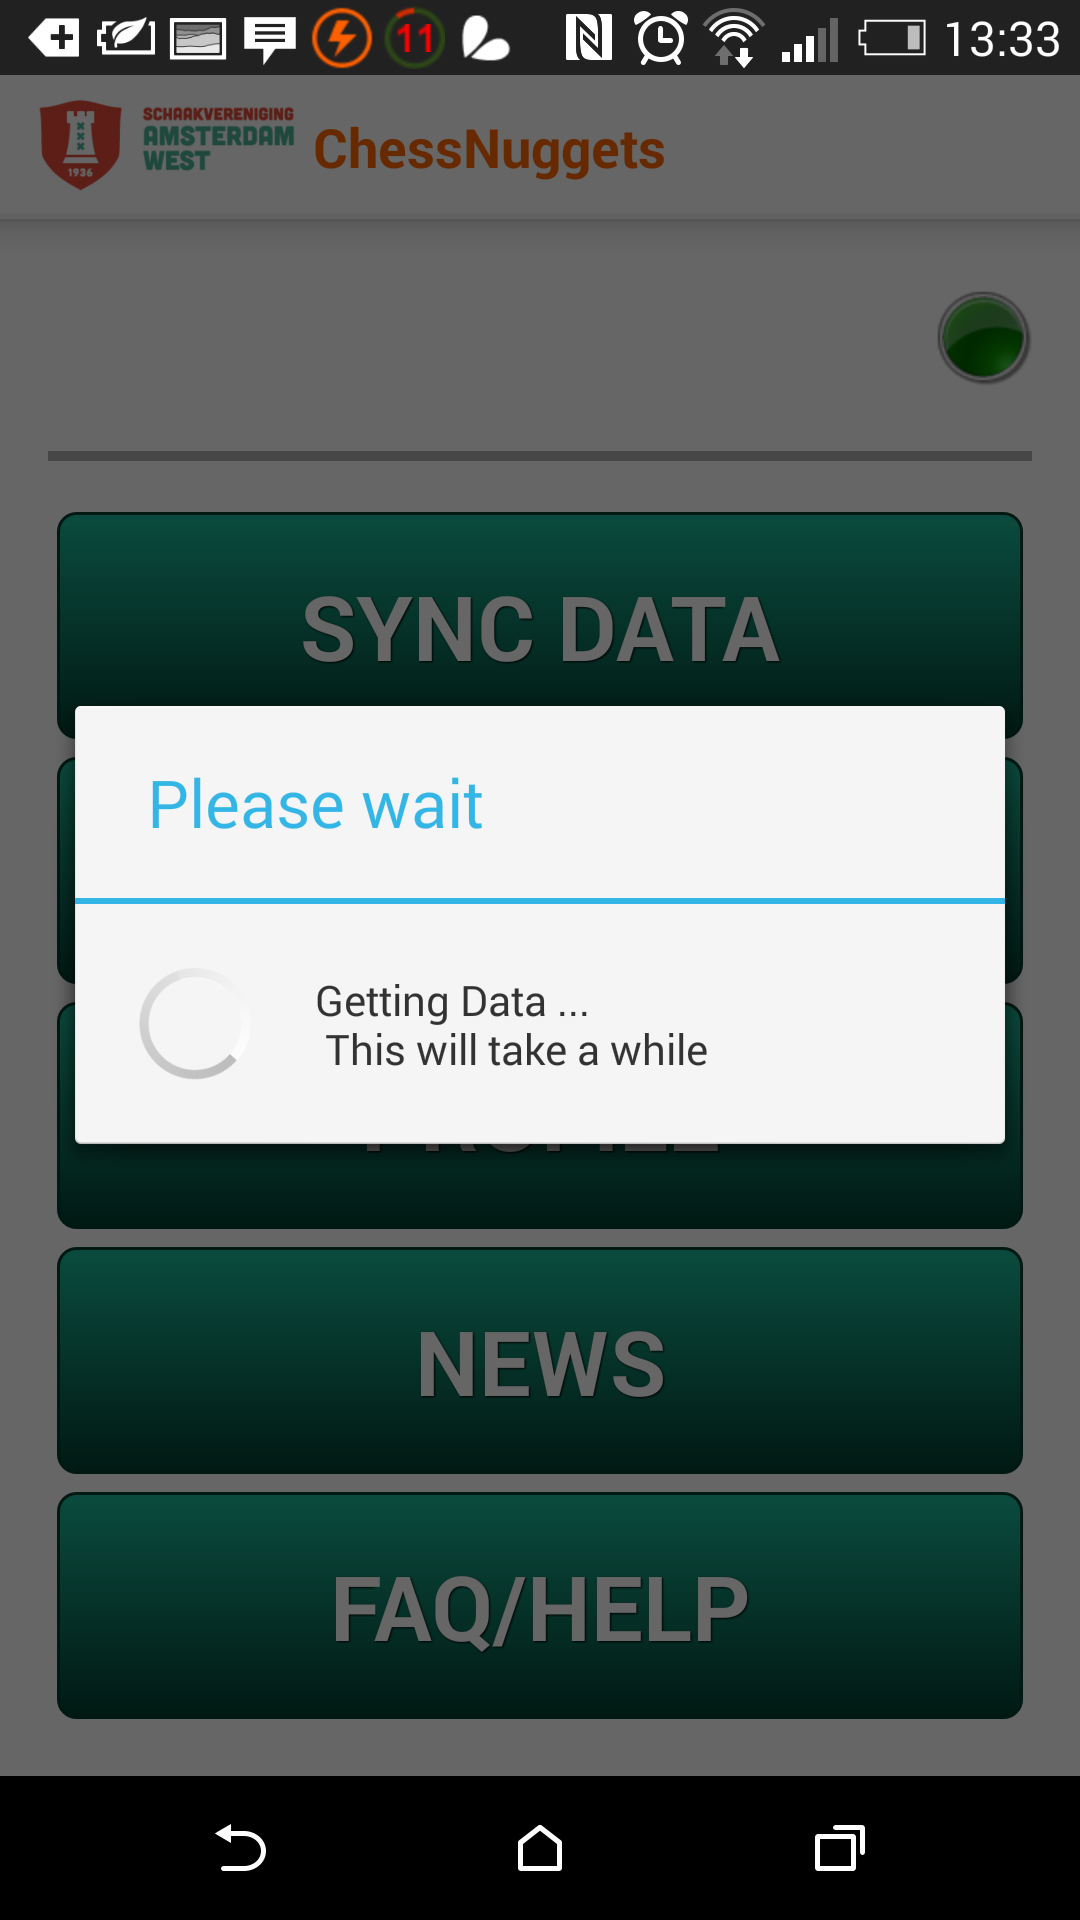 11
13:33
SCHAAKVERENIGING
AMSTERDAM
WEST
1936
ChessNuggets
SYNC DATA
Please wait
Getting Data ...
This will take a while
NEWS
FAQ/HELP